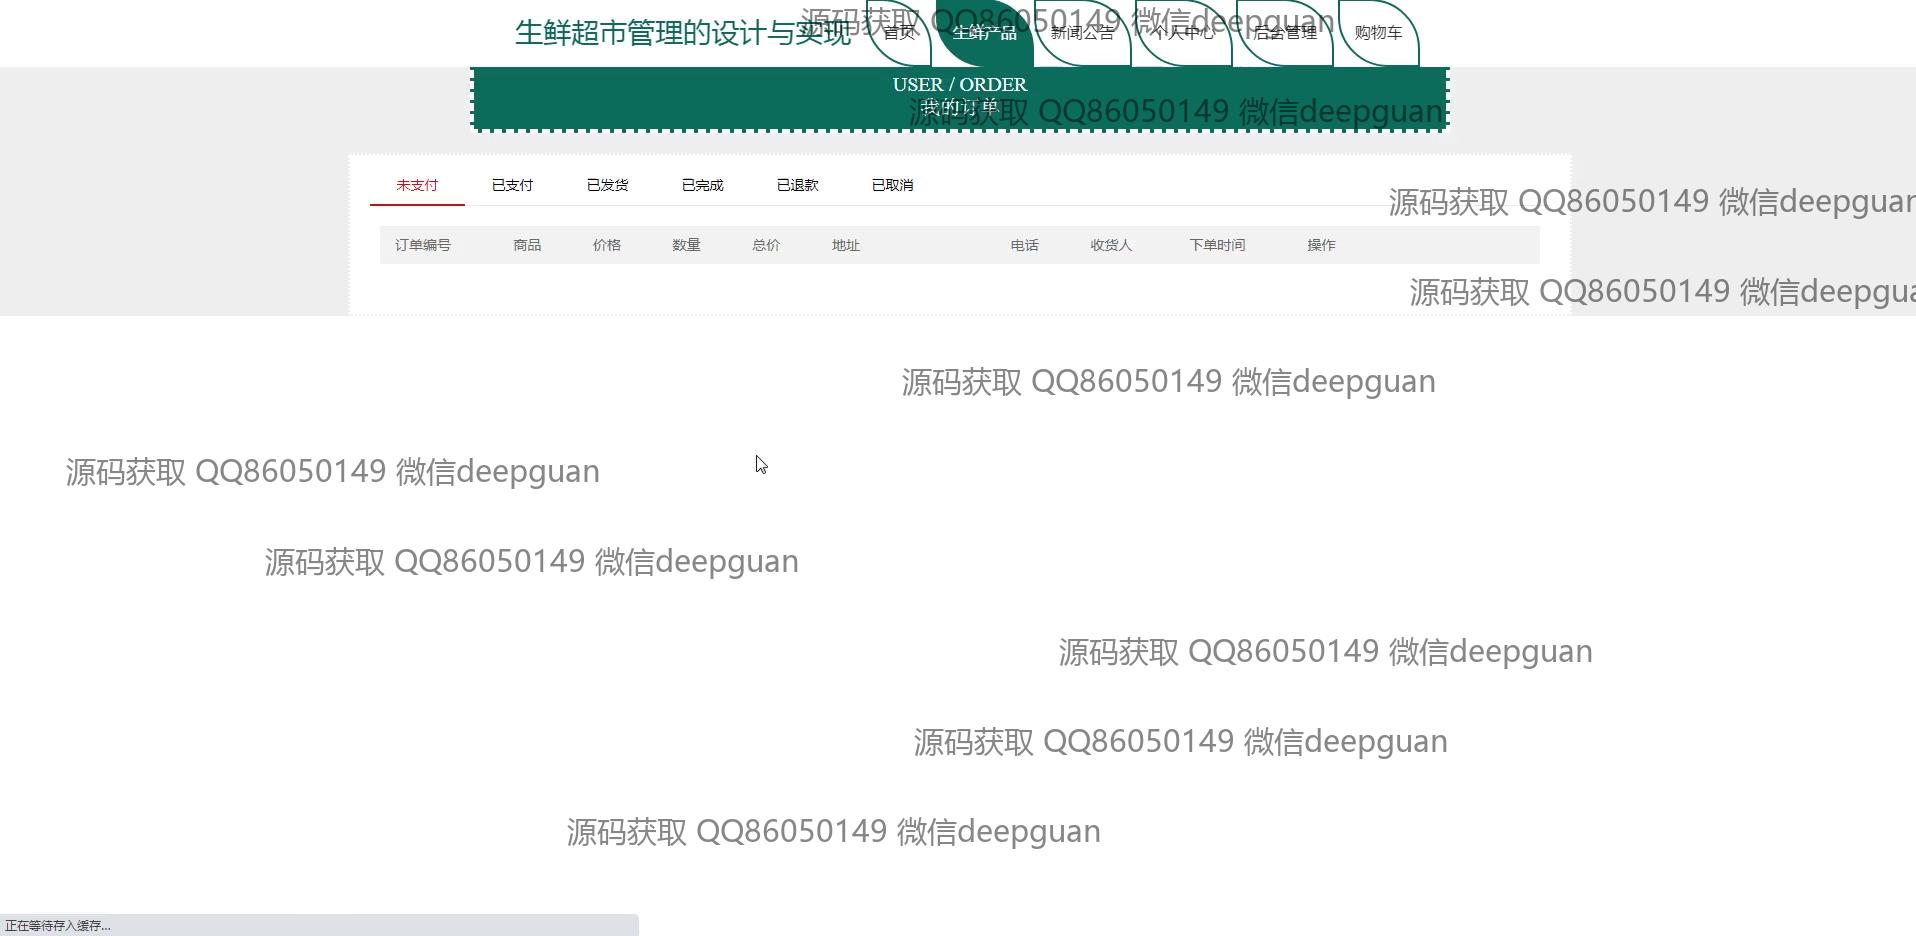 生鲜超市管理的设计与实现 首页 生鲜产品 新闻公告 个人中心 后台管理 购物车
源码获取 QQ86050149 微信deepguan
USER / ORDER
我的订单
源码获取 QQ86050149 微信deepguan
未支付 已支付 已发货 已完成 已退款 已取消
源码获取 QQ86050149 微信deepguan
订单编号 商品 价格 数量 总价 地址 电话 收货人 下单时间 操作
源码获取 QQ86050149 微信deepgua
源码获取 QQ86050149 微信deepguan
源码获取 QQ86050149 微信deepguan
源码获取 QQ86050149 微信deepguan
源码获取 QQ86050149 微信deepguan
源码获取 QQ86050149 微信deepguan
源码获取 QQ86050149 微信deepguan
正在等待存入缓存...